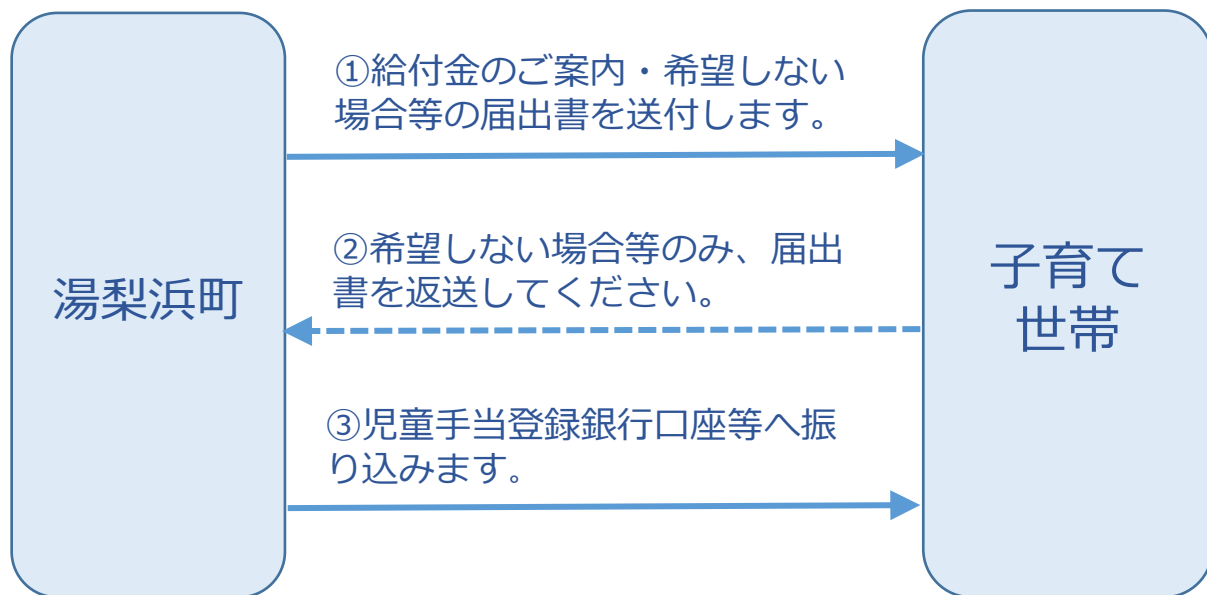 ①給付金のご案内・希望しない
場合等の届出書を送付します。
②希望しない場合等のみ、届出
書を返送してください。
湯梨浜町
子育て
世帯
③児童手当登録銀行口座等へ振
り込みます。